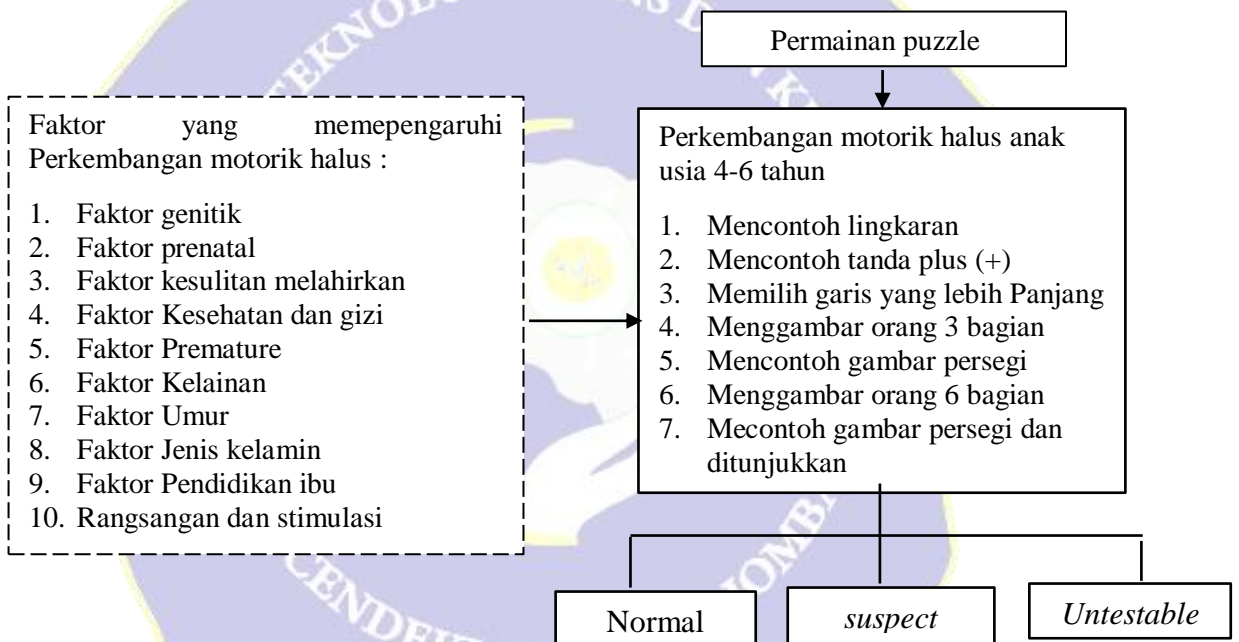 Permainan puzzle
Faktor yang memepengaruhi
Perkembangan motorik halus :
1. Faktor genitik
2. Faktor prenatal
3. Faktor kesulitan melahirkan
4. Faktor Kesehatan dan gizi
5. Faktor Premature
6. Faktor Kelainan
7. Faktor Umur
8. Faktor Jenis kelamin
9. Faktor Pendidikan ibu
10. Rangsangan dan stimulasi
Perkembangan motorik halus anak
usia 4-6 tahun
1. Mencontoh lingkaran
2. Mencontoh tanda plus (+)
3. Memilih garis yang lebih Panjang
4. Menggambar orang 3 bagian
5. Mencontoh gambar persegi
6. Menggambar orang 6 bagian
7. Mecontoh gambar persegi dan
ditunjukkan
Normal
suspect
Untestable